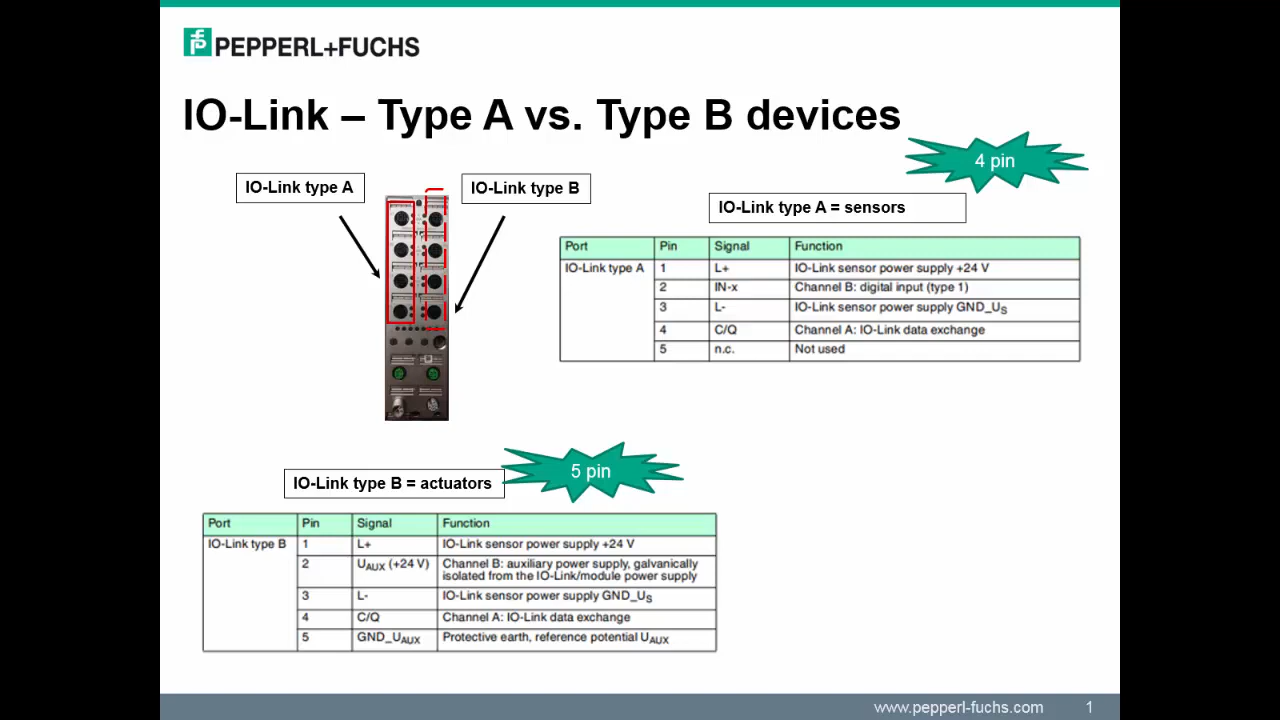 PEPPERL+FUCHS
IO-Link – Type A vs. Type B devices
4 pin
IO-Link type A
IO-Link type B
IO-Link type A = sensors
Port Pin Signal Function
IO-Link type A 1 L+ IO-Link sensor power supply +24 V
2 IN-x Channel B: digital input (type 1)
3 L- IO-Link sensor power supply GND_US
4 C/Q Channel A: IO-Link data exchange
5 n.c. Not used
5 pin
IO-Link type B = actuators
Port Pin Signal Function
IO-Link type B 1 L+ IO-Link sensor power supply +24 V
2 UAUX (+24 V) Channel B: auxiliary power supply, galvanically
isolated from the IO-Link/module power supply
3 L- IO-Link sensor power supply GND_US
4 C/Q Channel A: IO-Link data exchange
5 GND_UAUX Protective earth, reference potential UAUX
www.pepperl-fuchs.com 1